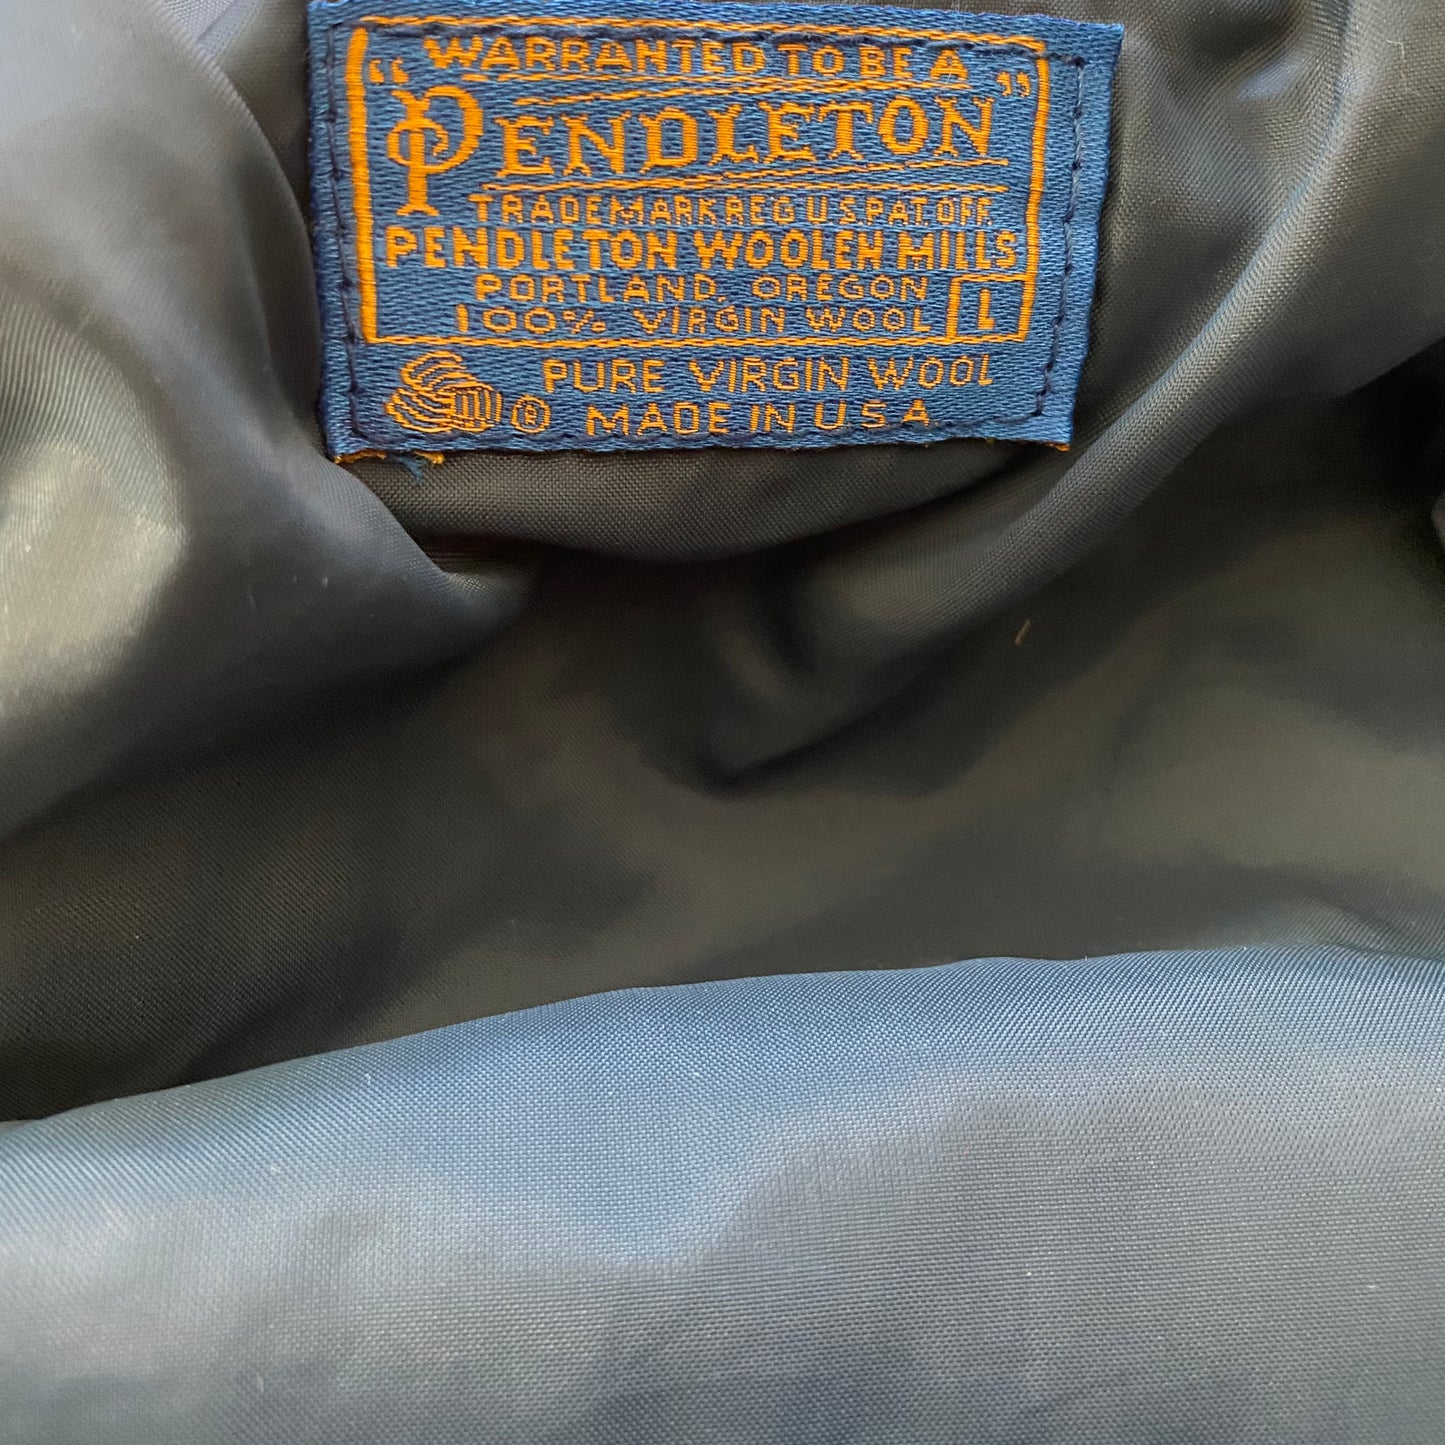 "WARRANTED TO BE A
PENDLETON"
TRADEMARK REG U S PAT OFF.
PENDLETON WOOLEN MILLS
PORTLAND, OREGON
100% VIRGIN WOOL L
PURE VIRGIN WOOL
® MADE IN U S A